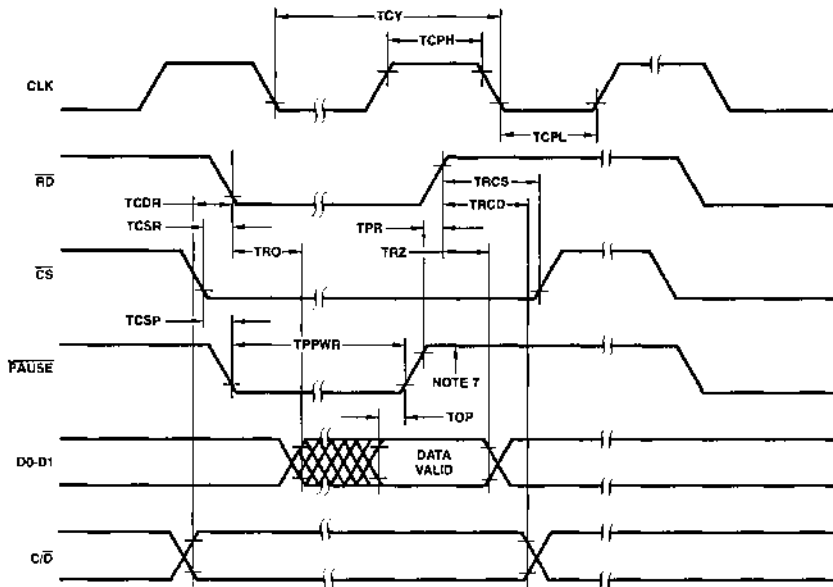 TCY
TCPH
CLK
TCPL
RD
TRCS
TCDR
TRCD
TCSR
TPR
TRO
TRZ
CS
TCSP
TPPWR
PAUSE
NOTE 7
TOP
D0-D1
DATA
VALID
C/D